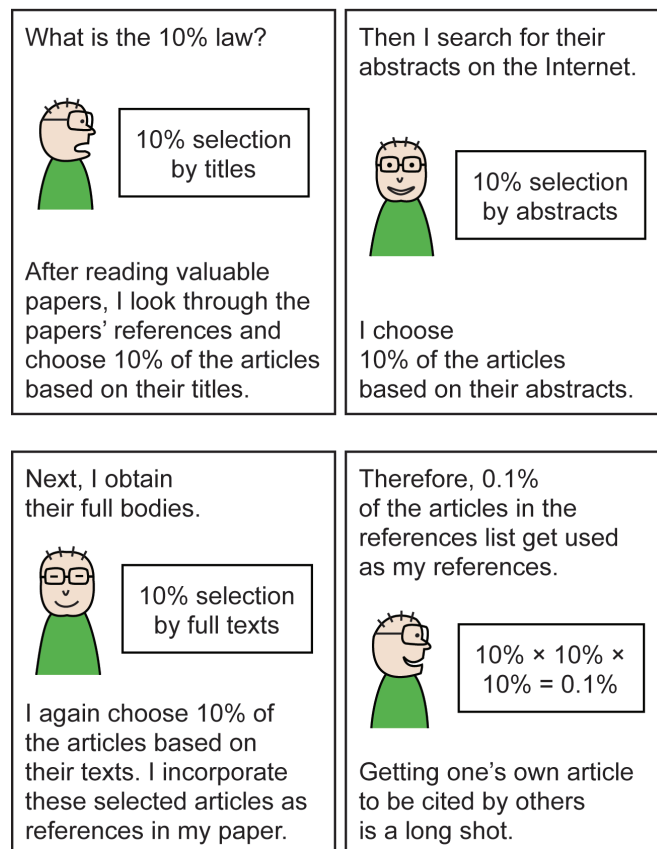 What is the 10% law?
10% selection
by titles
After reading valuable
papers, I look through the
papers’ references and
choose 10% of the articles
based on their titles.
Then I search for their
abstracts on the Internet.
10% selection
by abstracts
I choose
10% of the articles
based on their abstracts.
Next, I obtain
their full bodies.
10% selection
by full texts
I again choose 10% of
the articles based on
their texts. I incorporate
these selected articles as
references in my paper.
Therefore, 0.1%
of the articles in the
references list get used
as my references.
10% × 10% ×
10% = 0.1%
Getting one’s own article
to be cited by others
is a long shot.